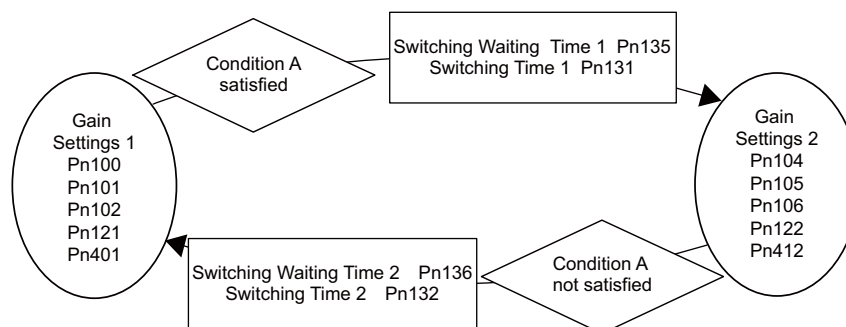 Condition A
satisfied
Switching Waiting Time 1 Pn135
Switching Time 1 Pn131
Gain
Settings 1
Pn100
Pn101
Pn102
Pn121
Pn401
Gain
Settings 2
Pn104
Pn105
Pn106
Pn122
Pn412
Switching Waiting Time 2 Pn136
Switching Time 2 Pn132
Condition A
not satisfied